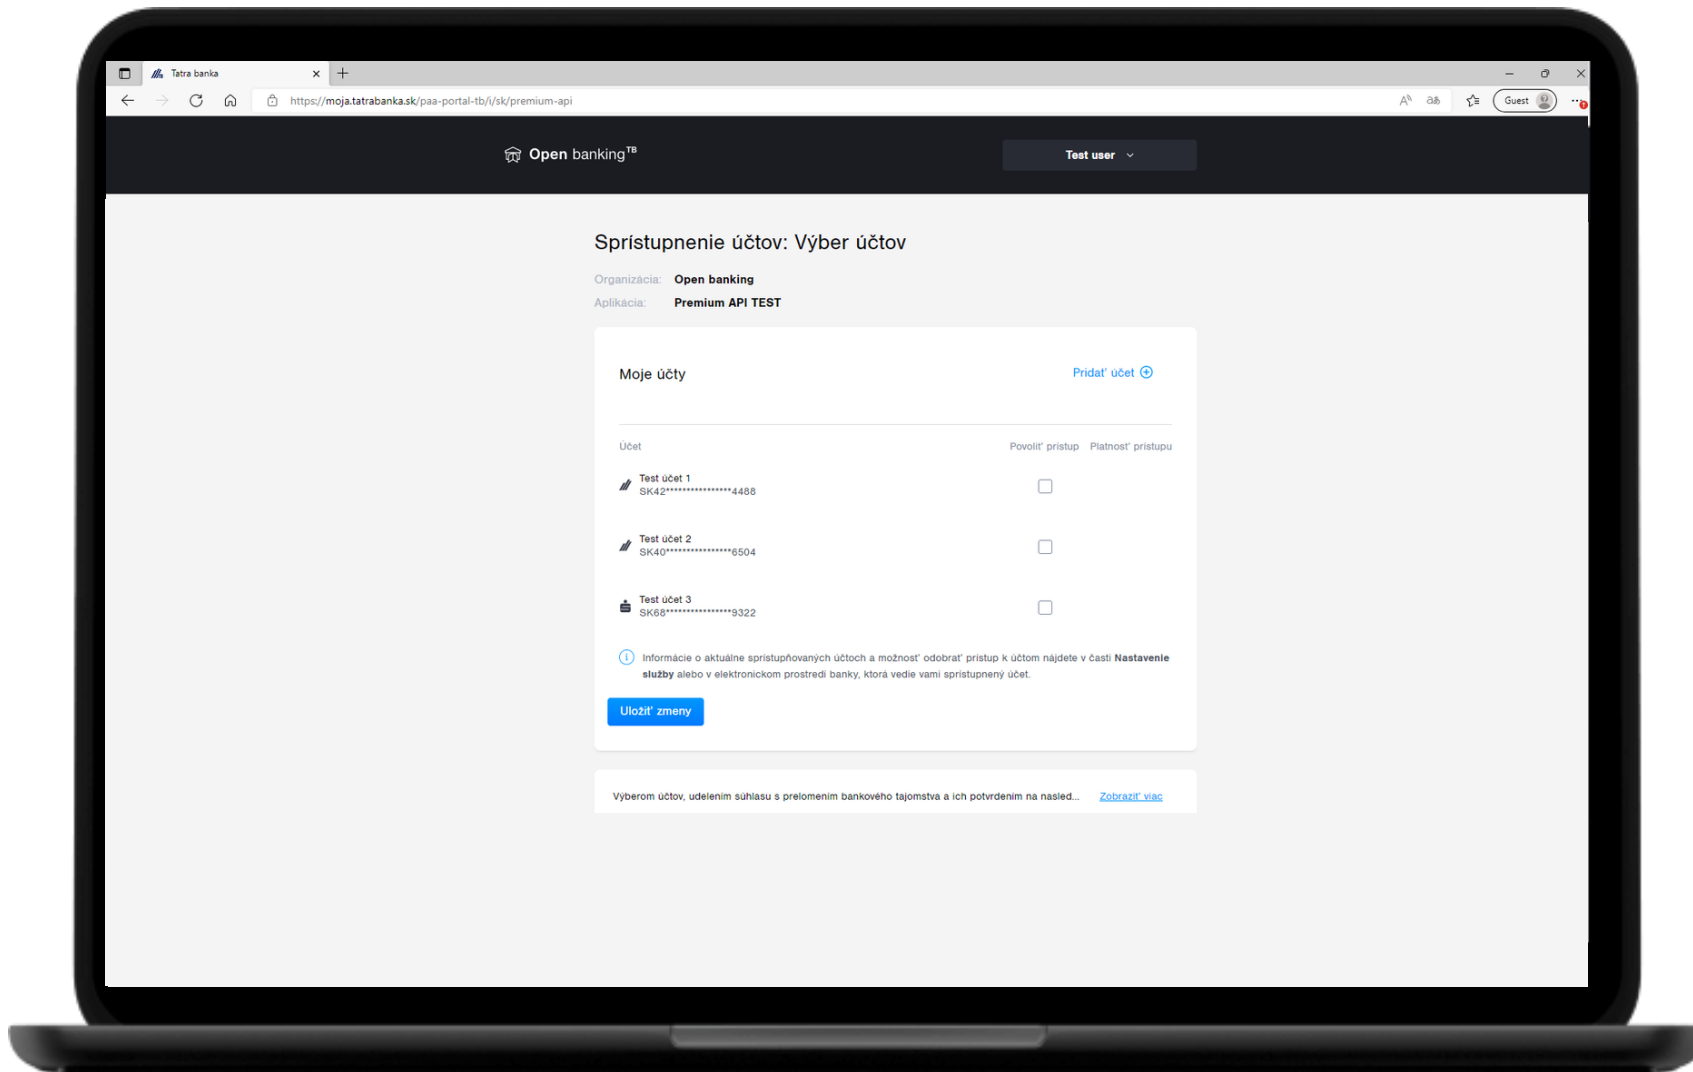 Tatra banka
https://moja.tatrabanka.sk/paa-portal-tb/i/sk/premium-api
Guest
Open banking TB
Test user
Sprístupnenie účtov: Výber účtov
Organizácia: Open banking
Aplikácia: Premium API TEST
Moje účty
Pridať účet
Účet Povoliť prístup Platnosť prístupu
Test účet 1
SK42****************4488
Test účet 2
SK40****************6504
Test účet 3
SK68****************9322
Informácie o aktuálne sprístupňovaných účtoch a možnosť odobrať prístup k účtom nájdete v časti Nastavenie
služby alebo v elektronickom prostredí banky, ktorá vedie vami sprístupnený účet.
Uložiť zmeny
Výberom účtov, udelením súhlasu s prelomením bankového tajomstva a ich potvrdením na nasled... Zobraziť viac